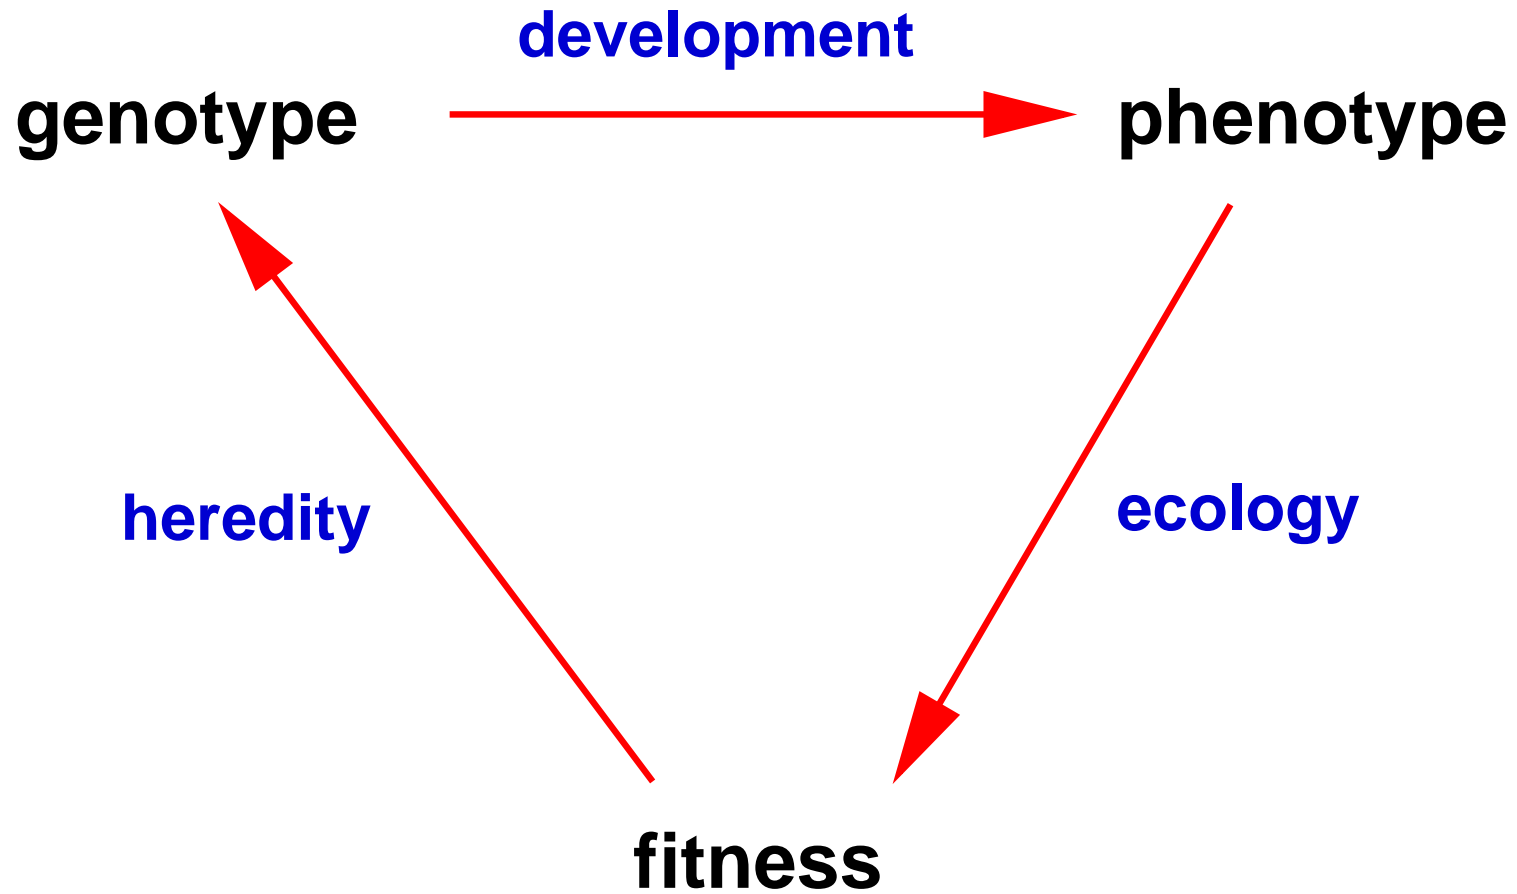 development
genotype
phenotype
heredity
ecology
fitness